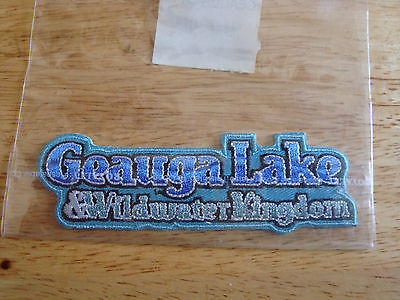 Geauga Lake
& Wildwater Kingdom